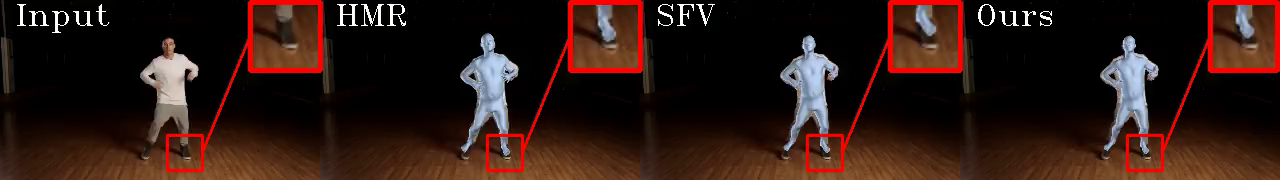 Input
HMR
SFV
Ours